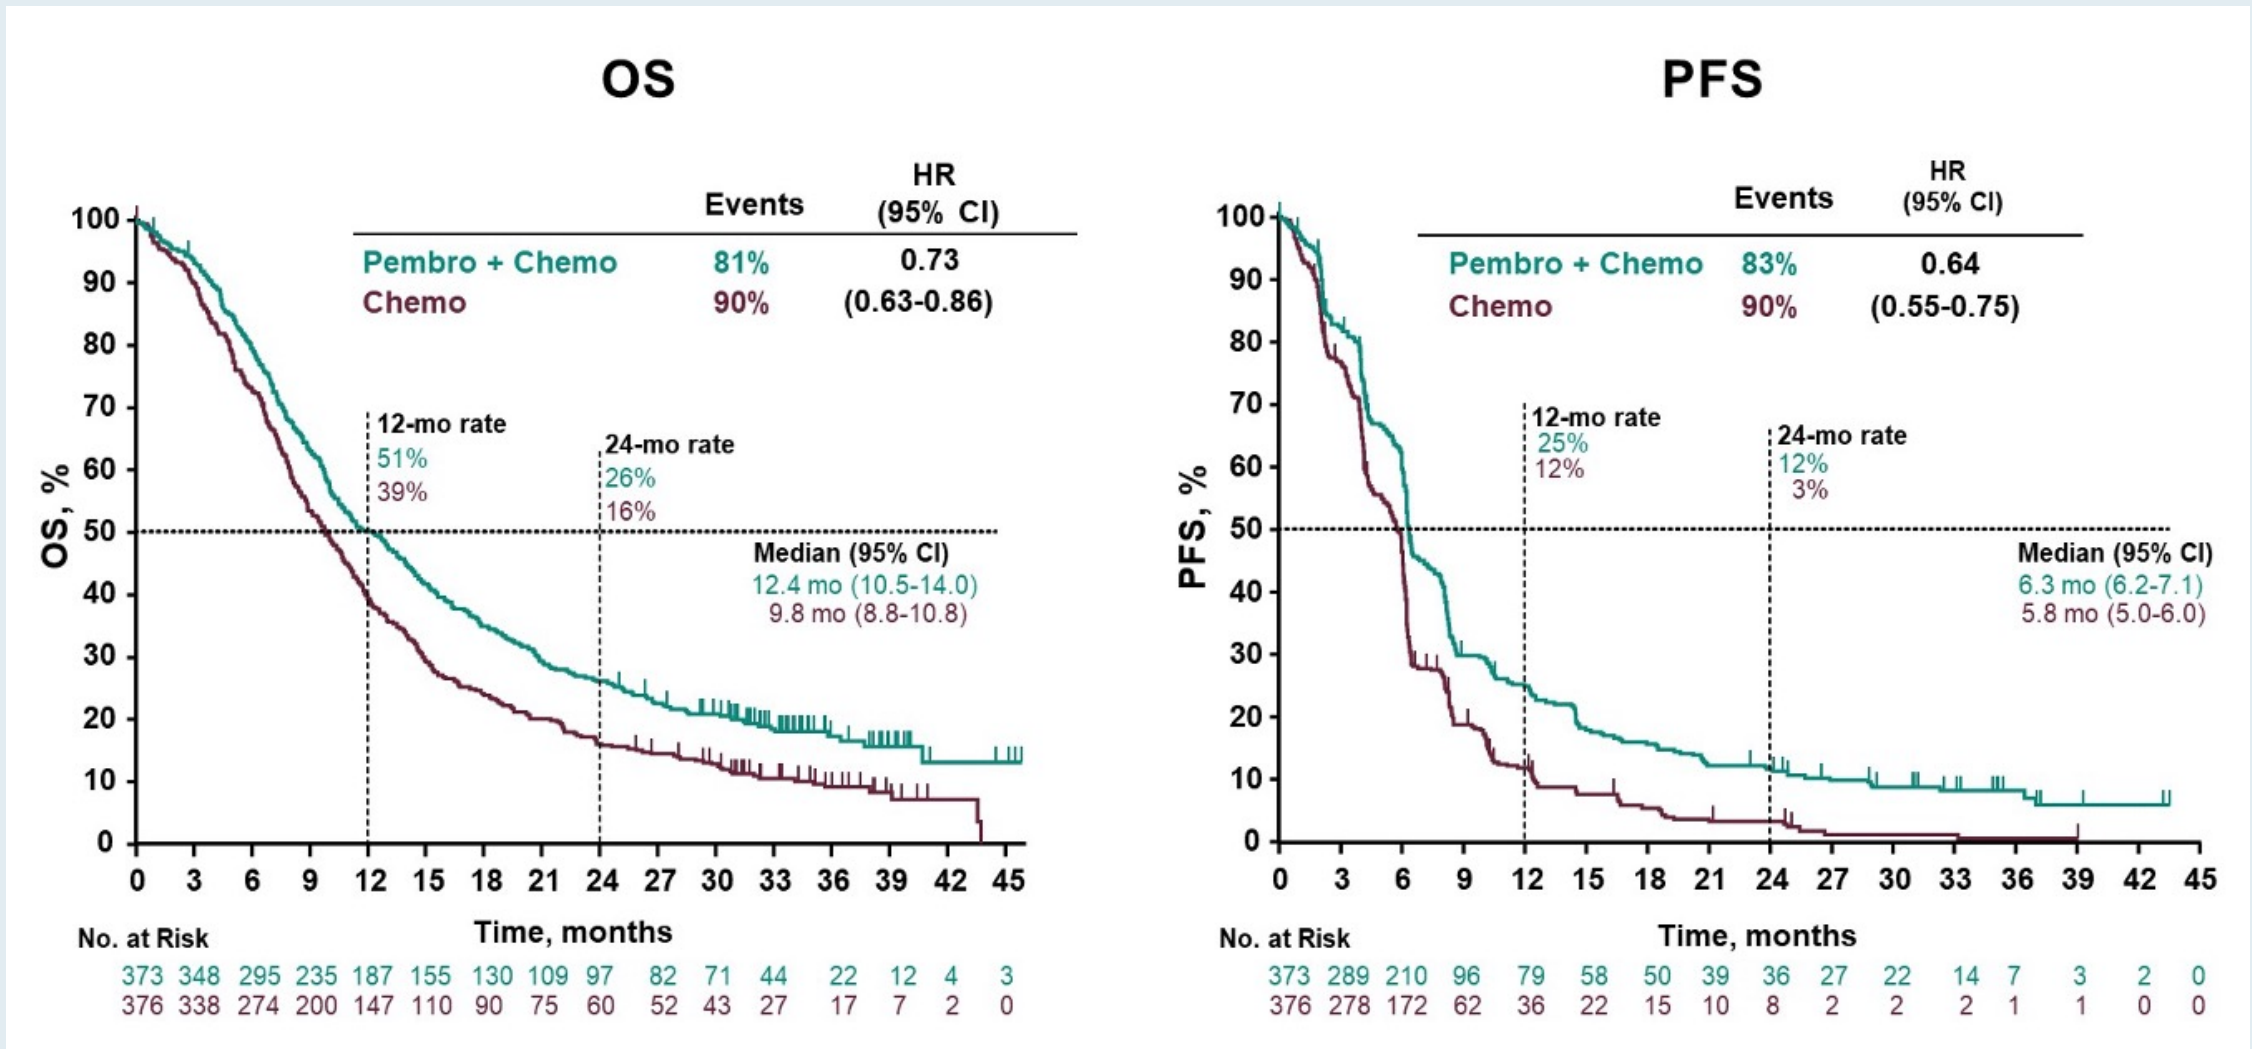 OS
HR
Events (95% CI)
Pembro + Chemo 81% 0.73
Chemo 90% (0.63-0.86)
OS, %
100
90
80
70
60
50
40
30
20
10
0
12-mo rate
51%
39%
24-mo rate
26%
16%
Median (95% CI)
12.4 mo (10.5-14.0)
9.8 mo (8.8-10.8)
0 3 6 9 12 15 18 21 24 27 30 33 36 39 42 45
Time, months
No. at Risk
373 348 295 235 187 155 130 109 97 82 71 44 22 12 4 3
376 338 274 200 147 110 90 75 60 52 43 27 17 7 2 0
PFS
HR
Events (95% CI)
Pembro + Chemo 83% 0.64
Chemo 90% (0.55-0.75)
PFS, %
100
90
80
70
60
50
40
30
20
10
0
12-mo rate
25%
12%
24-mo rate
12%
3%
Median (95% CI)
6.3 mo (6.2-7.1)
5.8 mo (5.0-6.0)
0 3 6 9 12 15 18 21 24 27 30 33 36 39 42 45
Time, months
No. at Risk
373 289 210 96 79 58 50 39 36 27 22 14 7 3 2 0
376 278 172 62 36 22 15 10 8 2 2 2 1 1 0 0